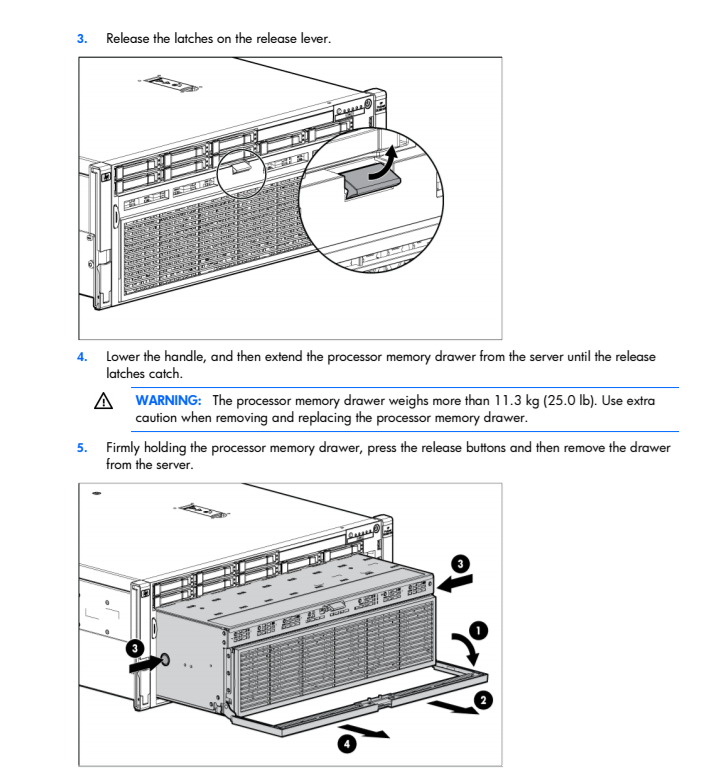 3. Release the latches on the release lever.
4. Lower the handle, and then extend the processor memory drawer from the server until the release
latches catch.
WARNING: The processor memory drawer weighs more than 11.3 kg (25.0 lb). Use extra
caution when removing and replacing the processor memory drawer.
5. Firmly holding the processor memory drawer, press the release buttons and then remove the drawer
from the server.
3
1
3
2
4